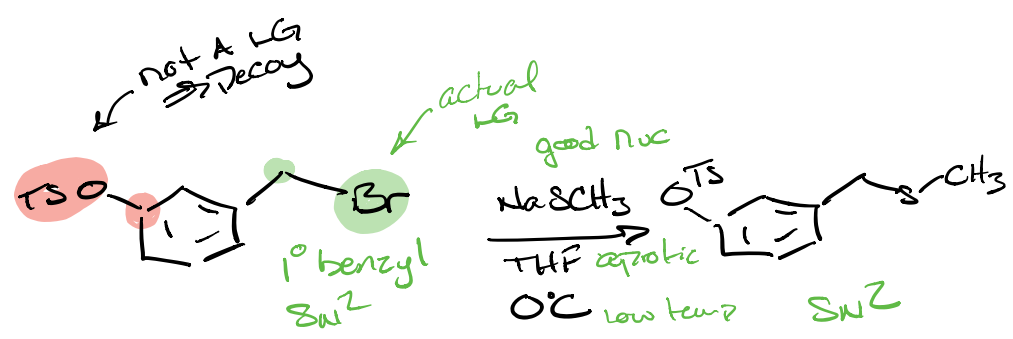 not A LG
⇒ Decoy
actual
LG
good nuc
TSO
Br
NaSCH3
OTS
S
CH3
1° benzyl
THF aprotic
SN2
0°C low temp
SN2